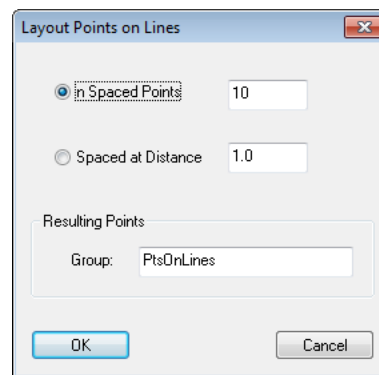 Layout Points on Lines
n Spaced Points 10
Spaced at Distance 1.0
Resulting Points
Group: PtsOnLines
OK Cancel